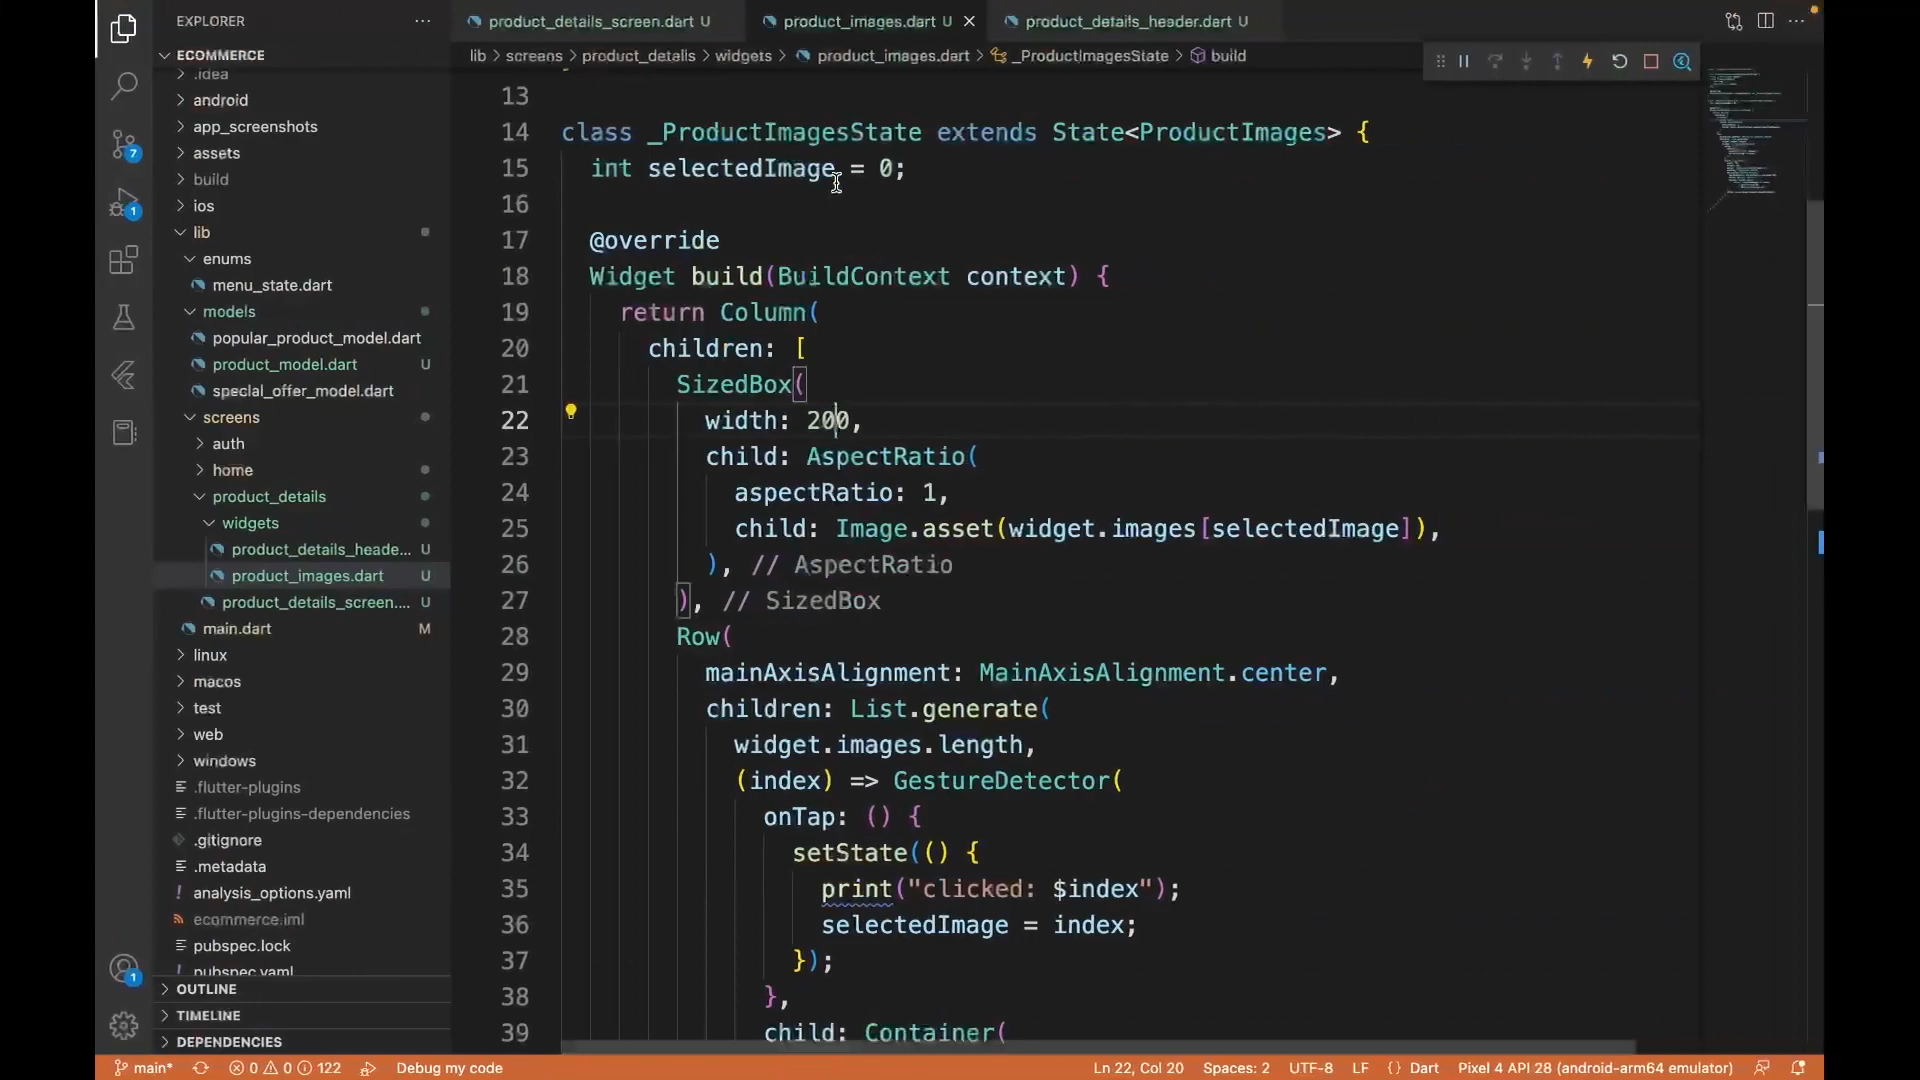 EXPLORER
ECOMMERCE
.idea
android
app_screenshots
assets
build
ios
lib
enums
menu_state.dart
models
popular_product_model.dart
product_model.dart U
special_offer_model.dart
screens
auth
home
product_details
widgets
product_details_heade... U
product_images.dart U
product_details_screen.... U
main.dart M
linux
macos
test
web
windows
.flutter-plugins
.flutter-plugins-dependencies
.gitignore
.metadata
! analysis_options.yaml
ecommerce.iml
pubspec.lock
! pubspec.yaml
OUTLINE
TIMELINE
DEPENDENCIES
7
1
1
product_details_screen.dart U
product_images.dart U
product_details_header.dart U
lib > screens > product_details > widgets > product_images.dart > _ProductImagesState > build
13
14 class _ProductImagesState extends State<ProductImages> {
15 int selectedImage = 0;
16
17 @override
18 Widget build(BuildContext context) {
19 return Column(
20 children: [
21 SizedBox(
22 width: 200,
23 child: AspectRatio(
24 aspectRatio: 1,
25 child: Image.asset(widget.images[selectedImage]),
26 ), // AspectRatio
27 ), // SizedBox
28 Row(
29 mainAxisAlignment: MainAxisAlignment.center,
30 children: List.generate(
31 widget.images.length,
32 (index) => GestureDetector(
33 onTap: () {
34 setState(() {
35 print("clicked: $index");
36 selectedImage = index;
37 });
38 },
39 child: Container(
main* 0 0 122 Debug my code Ln 22, Col 20 Spaces: 2 UTF-8 LF {} Dart Pixel 4 API 28 (android-arm64 emulator)